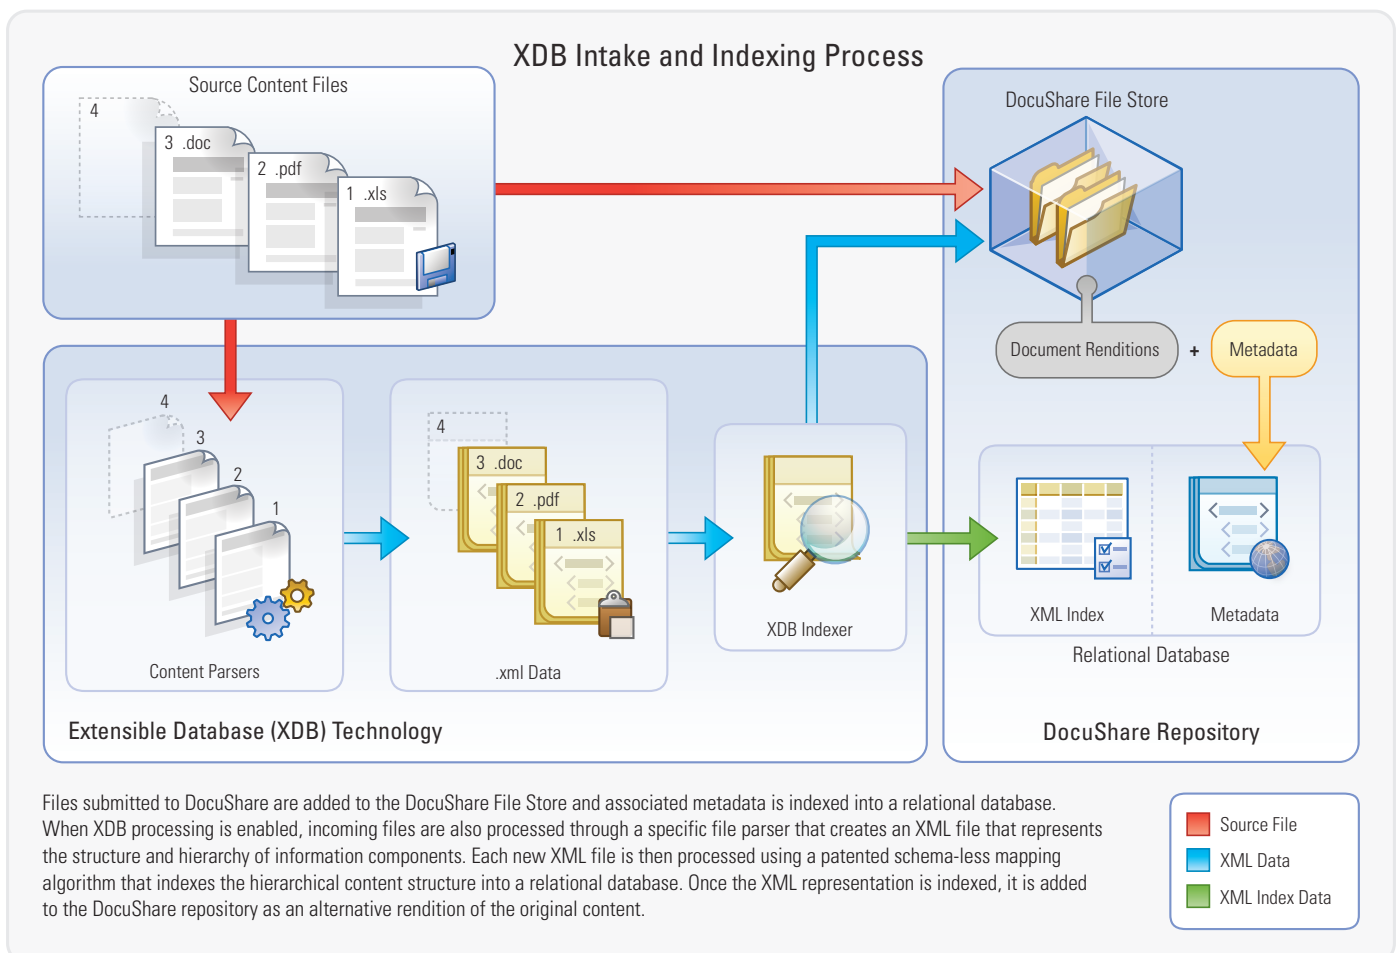 XDB Intake and Indexing Process
Source Content Files
4
3 .doc
2 .pdf
1 .xls
DocuShare File Store
Document Renditions
+
Metadata
4
3
2
1
Content Parsers
4
3 .doc
2 .pdf
1 .xls
.xml Data
XDB Indexer
XML Index
Metadata
Relational Database
Extensible Database (XDB) Technology
DocuShare Repository
Files submitted to DocuShare are added to the DocuShare File Store and associated metadata is indexed into a relational database.
When XDB processing is enabled, incoming files are also processed through a specific file parser that creates an XML file that represents
the structure and hierarchy of information components. Each new XML file is then processed using a patented schema-less mapping
algorithm that indexes the hierarchical content structure into a relational database. Once the XML representation is indexed, it is added
to the DocuShare repository as an alternative rendition of the original content.
Source File
XML Data
XML Index Data